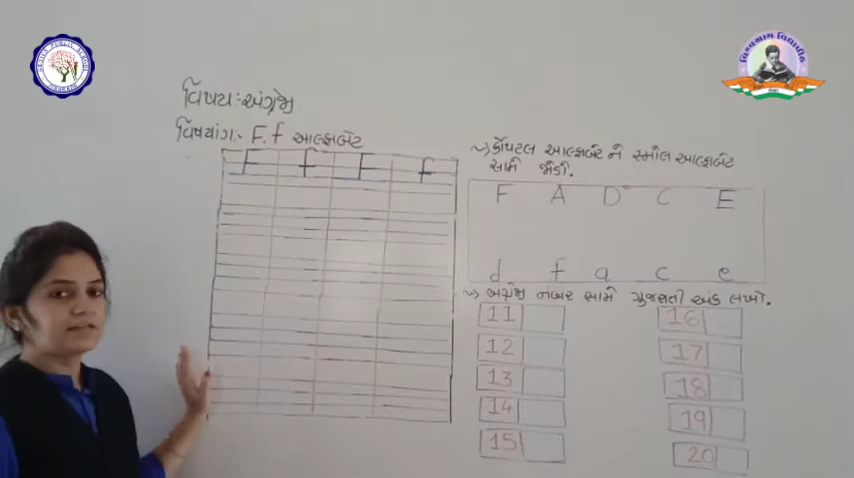 વિષય:અંગ્રેજી
વિષયાંગ:- F.f આલ્ફાબેટ
F f F f
~) કેપિટલ આલ્ફાબેટ ને સ્મોલ આલ્ફાબેટ
સામે જોડો.
F A D C E
d f a c e
~) અંગ્રેજી નંબર સામે ગુજરાતી અંક લખો.
11 16
12 17
13 18
14 19
15 20